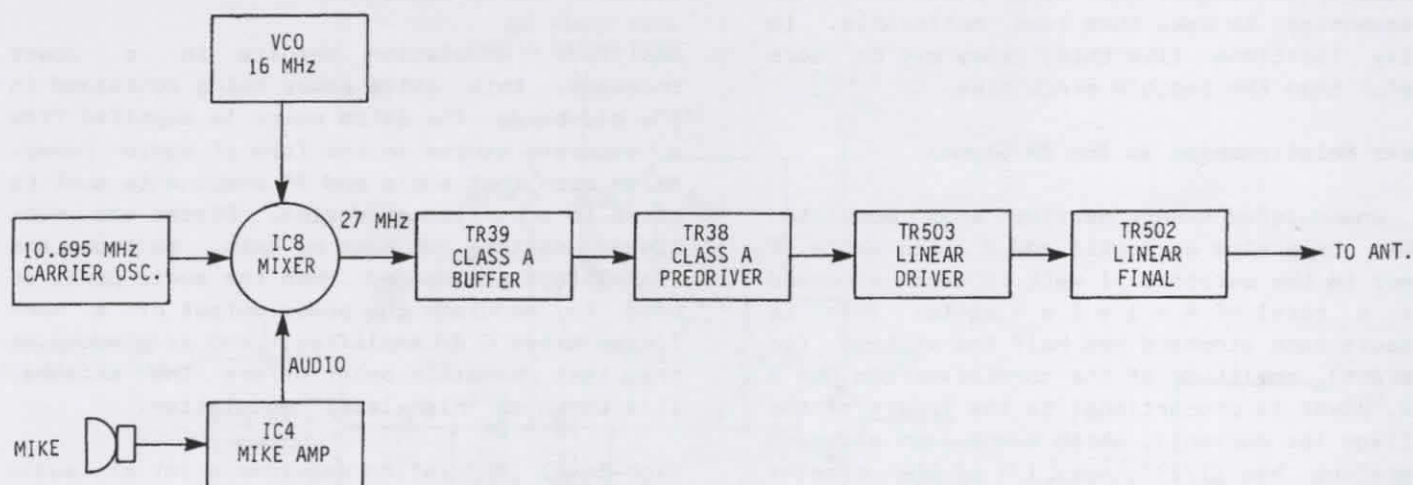 VCO
16 MHz
10.695 MHz
CARRIER OSC.
IC8
MIXER
27 MHz
TR39
CLASS A
BUFFER
TR38
CLASS A
PREDRIVER
TR503
LINEAR
DRIVER
TR502
LINEAR
FINAL
TO ANT.
AUDIO
MIKE
IC4
MIKE AMP